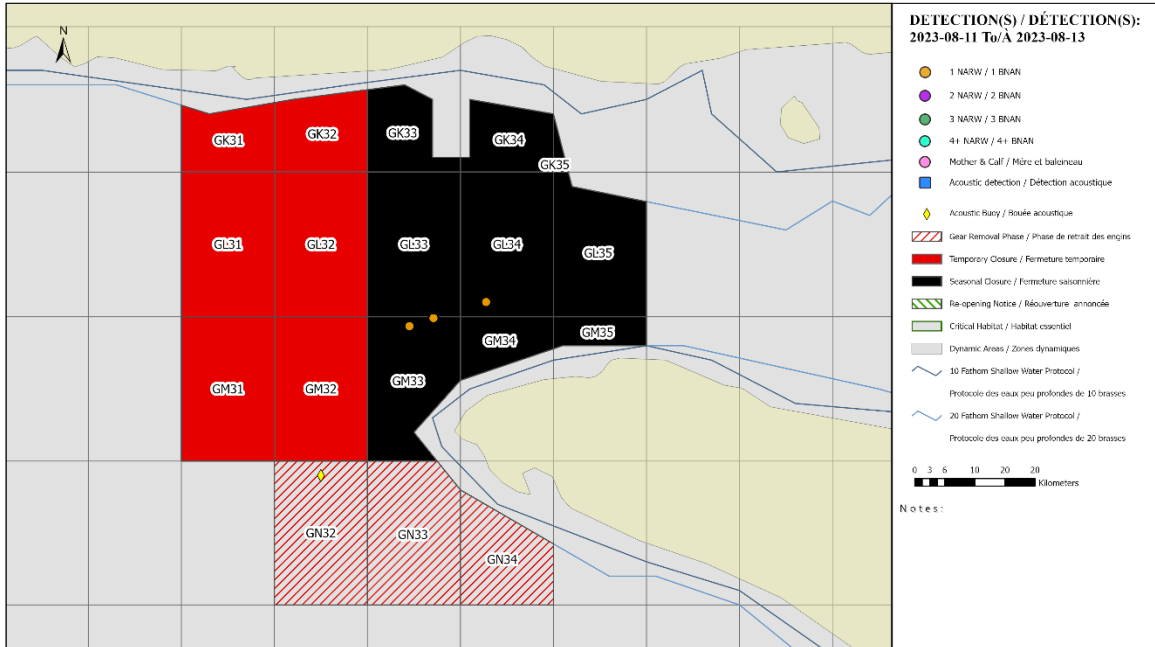 N
GK31
GK32
GK33
GK34
GK35
GL31
GL32
GL33
GL34
GL35
GM31
GM32
GM33
GM34
GM35
GN32
GN33
GN34
DETECTION(S) / DÉTECTION(S):
2023-08-11 To/À 2023-08-13
1 NARW / 1 BNAN
2 NARW / 2 BNAN
3 NARW / 3 BNAN
4+ NARW / 4+ BNAN
Mother & Calf / Mére et baleineau
Acoustic detection / Détection acoustique
Acoustic Buoy / Bouée acoustique
Gear Removal Phase / Phase de retrait des engins
Temporary Closure / Fermeture temporaire
Seasonal Closure / Fermeture saisonnière
Re-opening Notice / Réouverture annoncée
Critical Habitat / Habitat essentiel
Dynamic Areas / Zones dynamiques
10 Fathom Shallow Water Protocol /
Protocole des eaux peu profondes de 10 brasses
20 Fathom Shallow Water Protocol /
Protocole des eaux peu profondes de 20 brasses
0 3 6 10 20 20
Kilometers
Notes: